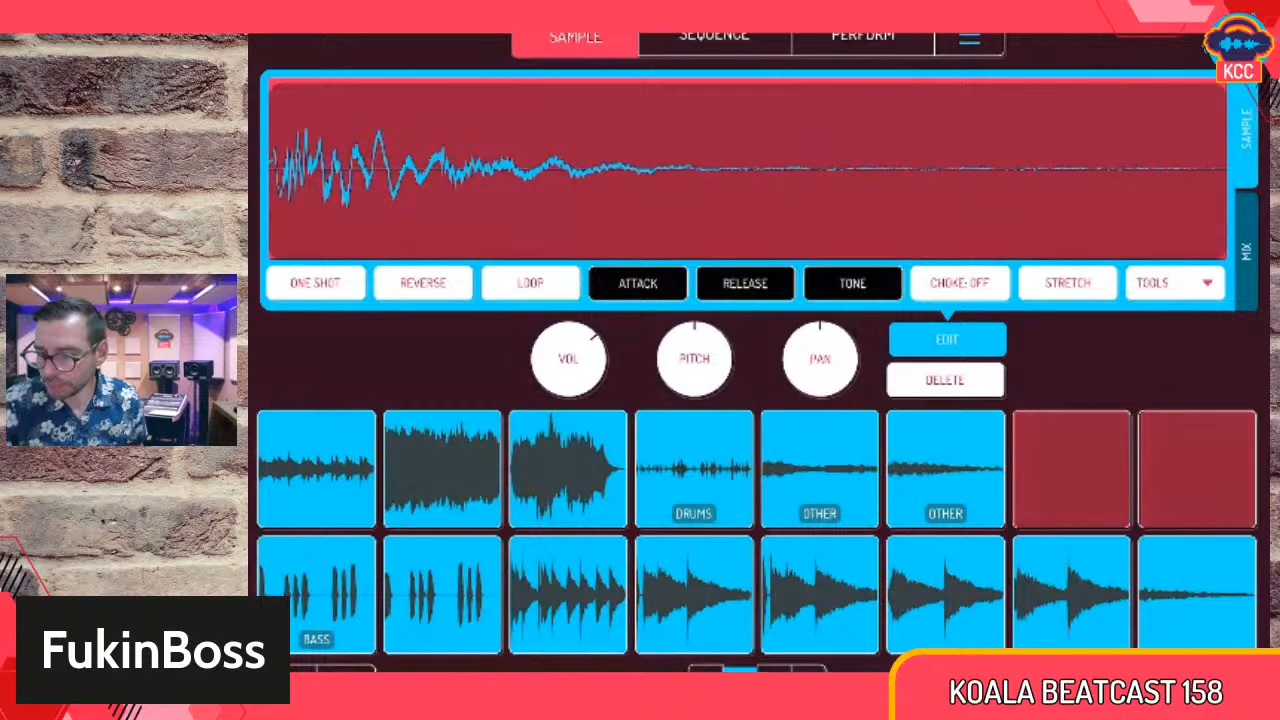 SAMPLE
SEQUENCE
PERFORM
KCC
SAMPLE
MIX
ONE SHOT
REVERSE
LOOP
ATTACK
RELEASE
TONE
CHOKE: OFF
STRETCH
TOOLS
VOL
PITCH
PAN
EDIT
DELETE
DRUMS
OTHER
OTHER
BASS
FukinBoss
KOALA BEATCAST 158